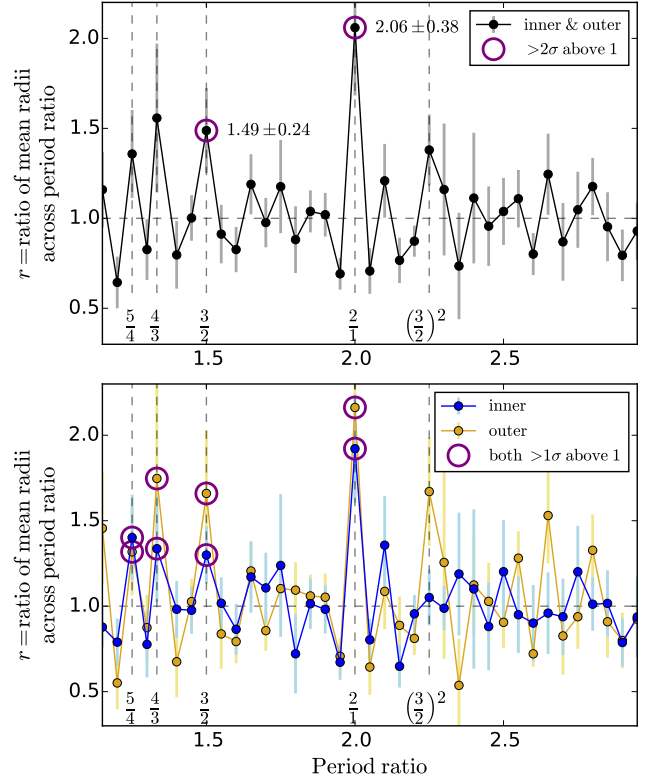 r = ratio of mean radii
across period ratio
2.0
1.5
1.0
0.5
2.06 ± 0.38
1.49 ± 0.24
inner & outer
>2σ above 1
5/4
4/3
3/2
2/1
(3/2)²
1.5
2.0
2.5
r = ratio of mean radii
across period ratio
2.0
1.5
1.0
0.5
inner
outer
both >1σ above 1
5/4
4/3
3/2
2/1
(3/2)²
1.5
2.0
2.5
Period ratio